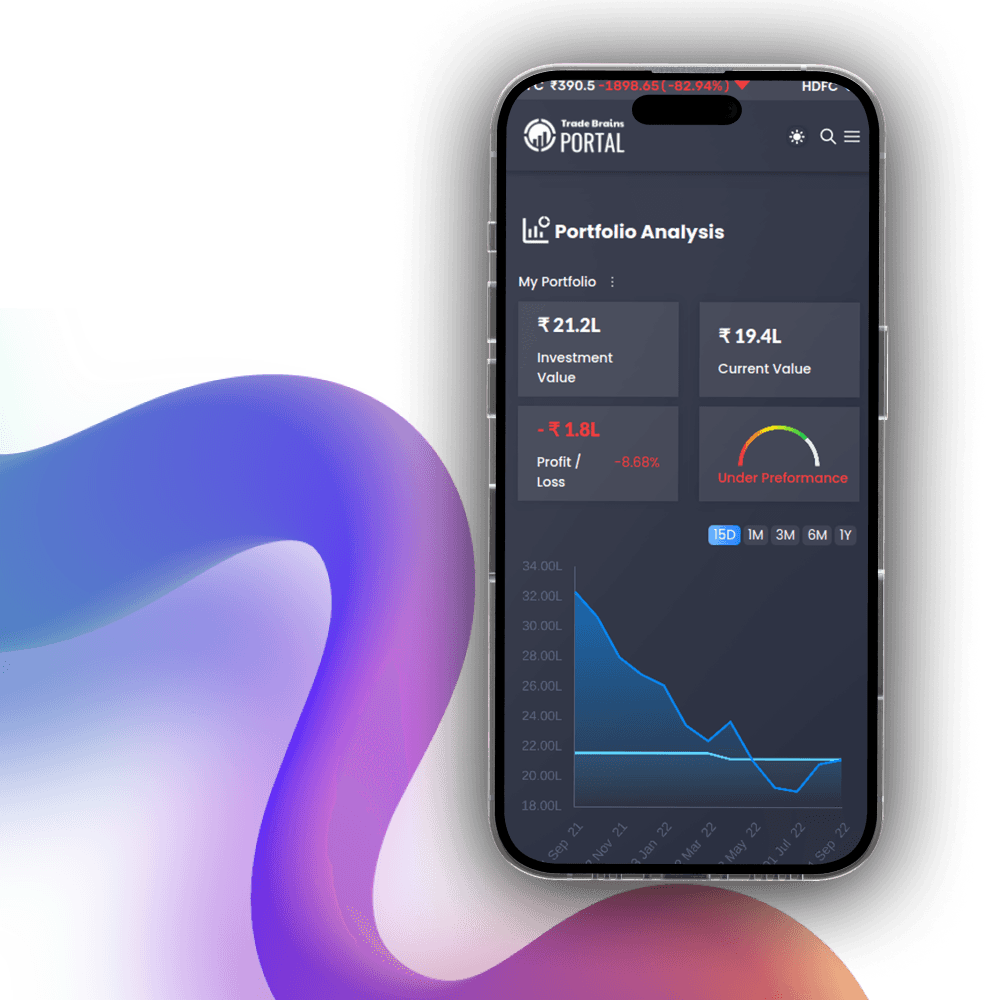 ₹390.5 -1898.65(-82.94%) HDFC
Trade Brains
PORTAL
Portfolio Analysis
My Portfolio
₹ 21.2L
Investment
Value
₹ 19.4L
Current Value
- ₹ 1.8L
Profit /
Loss
-8.68%
Under Preformance
15D 1M 3M 6M 1Y
34.00L
32.00L
30.00L
28.00L
26.00L
24.00L
22.00L
20.00L
18.00L
Sep 21 Nov 21 Jan 22 Mar 22 May 22 01 Jul 22 Sep 22